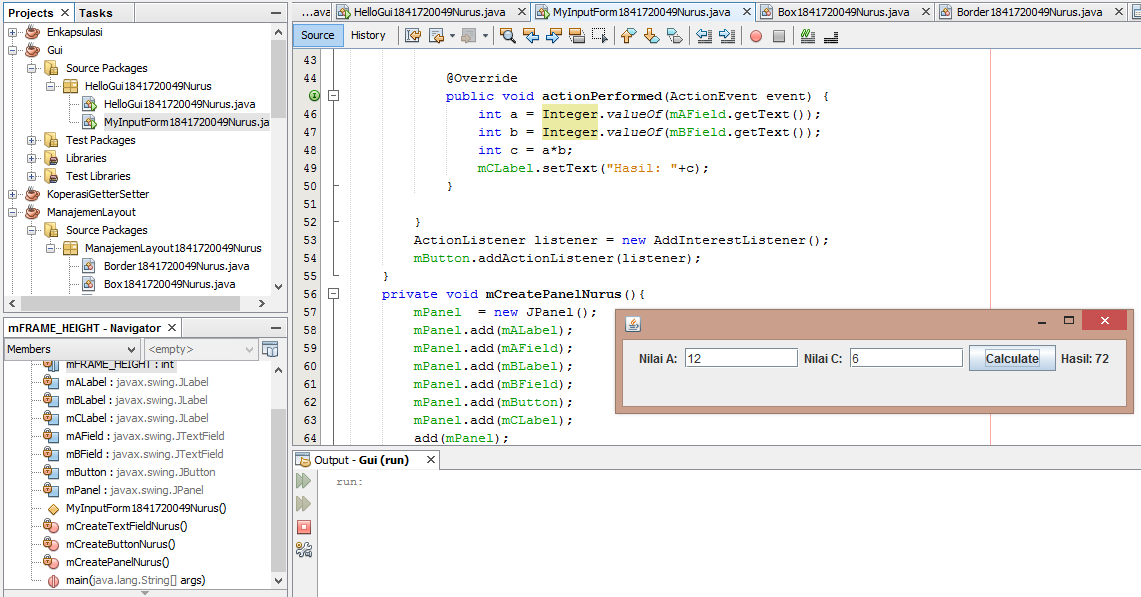 Projects
Tasks
Enkapsulasi
Gui
Source Packages
HelloGui1841720049Nurus
HelloGui1841720049Nurus.java
MyInputForm1841720049Nurus.ja
Test Packages
Libraries
Test Libraries
KoperasiGetterSetter
ManajemenLayout
Source Packages
ManajemenLayout1841720049Nurus
Border1841720049Nurus.java
Box1841720049Nurus.java
mFRAME_HEIGHT - Navigator
Members
<empty>
mFRAME_HEIGHT : int
mALabel : javax.swing.JLabel
mBLabel : javax.swing.JLabel
mCLabel : javax.swing.JLabel
mAField : javax.swing.JTextField
mBField : javax.swing.JTextField
mButton : javax.swing.JButton
mPanel : javax.swing.JPanel
MyInputForm1841720049Nurus()
mCreateTextFieldNurus()
mCreateButtonNurus()
mCreatePanelNurus()
main(java.lang.String[] args)
...ava
HelloGui1841720049Nurus.java
MyInputForm1841720049Nurus.java
Box1841720049Nurus.java
Border1841720049Nurus.java
Source
History
43
44 @Override
public void actionPerformed(ActionEvent event) {
46 int a = Integer.valueOf(mAField.getText());
47 int b = Integer.valueOf(mBField.getText());
48 int c = a*b;
49 mCLabel.setText("Hasil: "+c);
50 }
51
52 }
53 ActionListener listener = new AddInterestListener();
54 mButton.addActionListener(listener);
55 }
56 private void mCreatePanelNurus(){
57 mPanel = new JPanel();
58 mPanel.add(mALabel);
59 mPanel.add(mAField);
60 mPanel.add(mBLabel);
61 mPanel.add(mBField);
62 mPanel.add(mButton);
63 mPanel.add(mCLabel);
64 add(mPanel);
Nilai A: 12 Nilai C: 6 Calculate Hasil: 72
Output - Gui (run)
run: